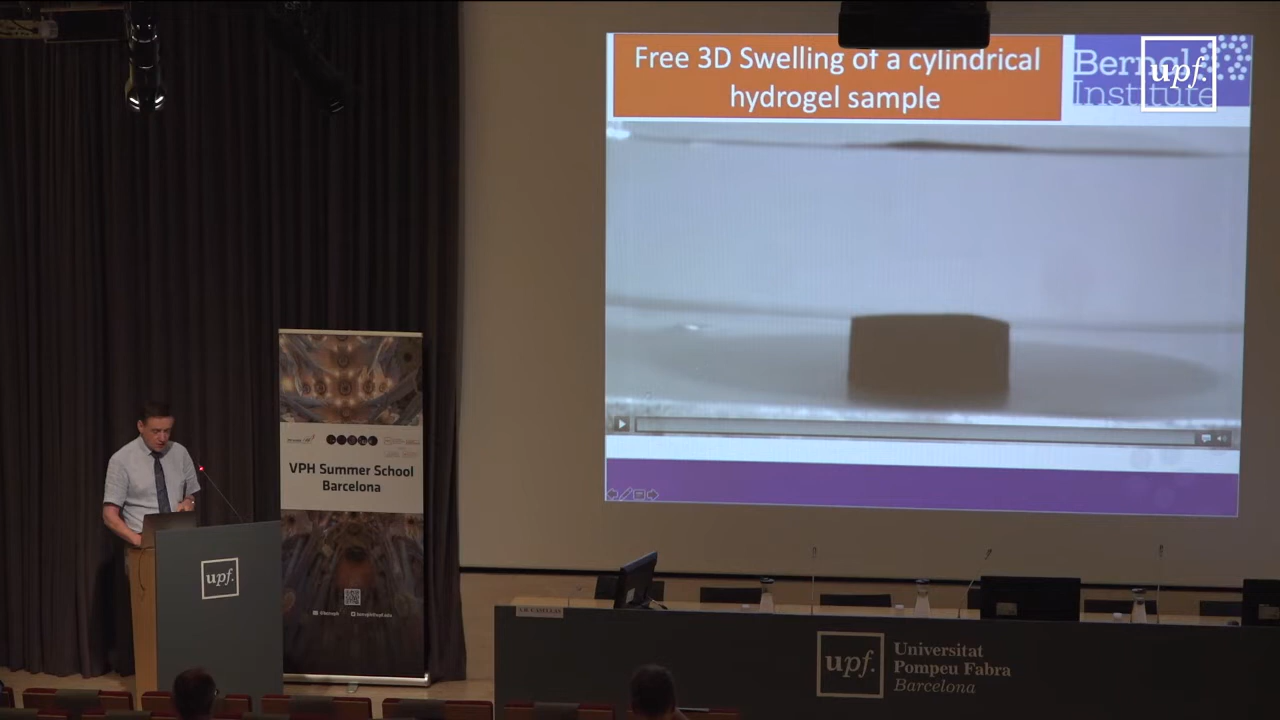 Free 3D Swelling of a cylindrical
hydrogel sample
Institute
upf.
VPH Summer School
Barcelona
upf.
upf.
Universitat
Pompeu Fabra
Barcelona